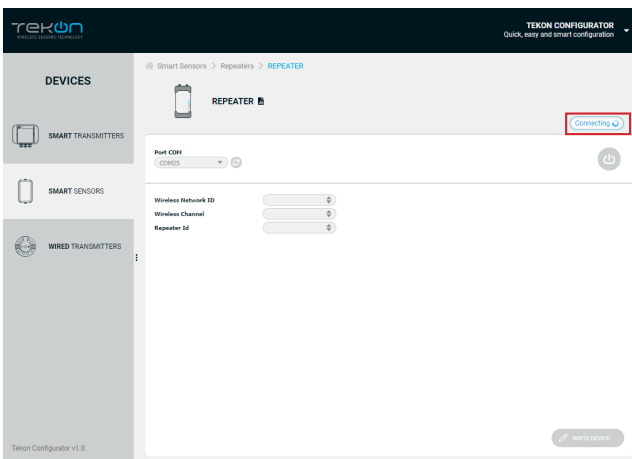 TEKON
WIRELESS SENSORS TECHNOLOGY
TEKON CONFIGURATOR
Quick, easy and smart configuration
DEVICES
SMART TRANSMITTERS
SMART SENSORS
WIRED TRANSMITTERS
Tekon Configurator v1.0
Smart Sensors > Repeaters > REPEATER
REPEATER
Connecting
Port COM
COM25
Wireless Network ID
Wireless Channel
Repeater Id
WRITE DEVICE